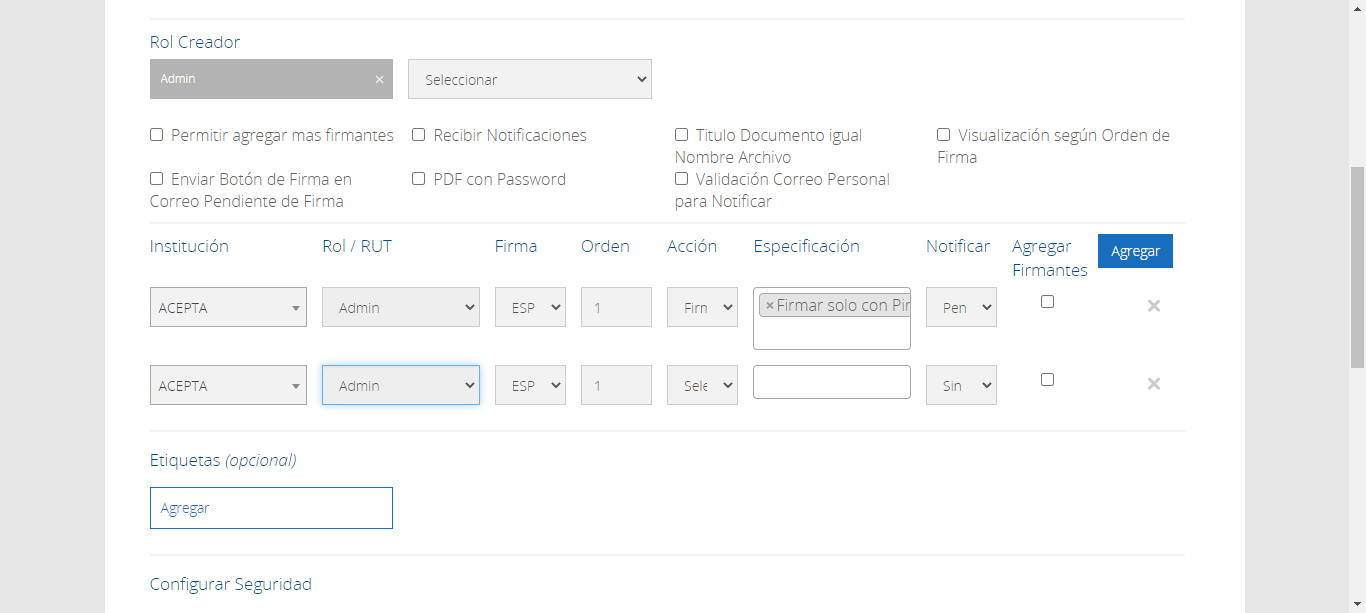 Rol Creador
Admin ×
Seleccionar
Permitir agregar mas firmantes
Recibir Notificaciones
Titulo Documento igual
Nombre Archivo
Visualización según Orden de
Firma
Enviar Botón de Firma en
Correo Pendiente de Firma
PDF con Password
Validación Correo Personal
para Notificar
Institución Rol / RUT Firma Orden Acción Especificación Notificar Agregar
Firmantes
Agregar
ACEPTA Admin ESP 1 Firm ×Firmar solo con Pin Pen ×
ACEPTA Admin ESP 1 Sele Sin ×
Etiquetas (opcional)
Agregar
Configurar Seguridad